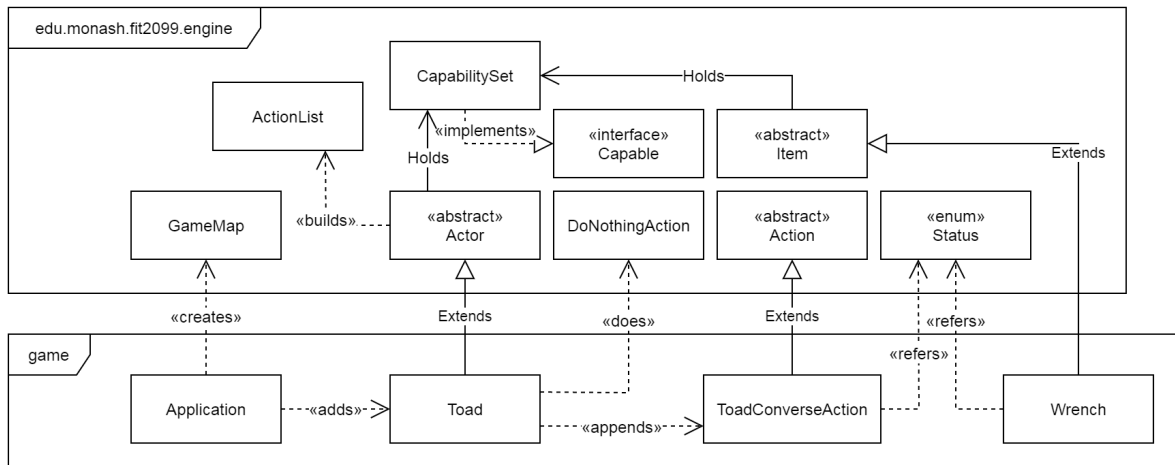 edu.monash.fit2099.engine
CapabilitySet
Holds
ActionList
«implements»
«interface»
Capable
«abstract»
Item
Holds
Extends
GameMap
«builds»
«abstract»
Actor
DoNothingAction
«abstract»
Action
«enum»
Status
«creates»
Extends
«does»
Extends
«refers»
«refers»
game
Application
«adds»
Toad
«appends»
ToadConverseAction
Wrench